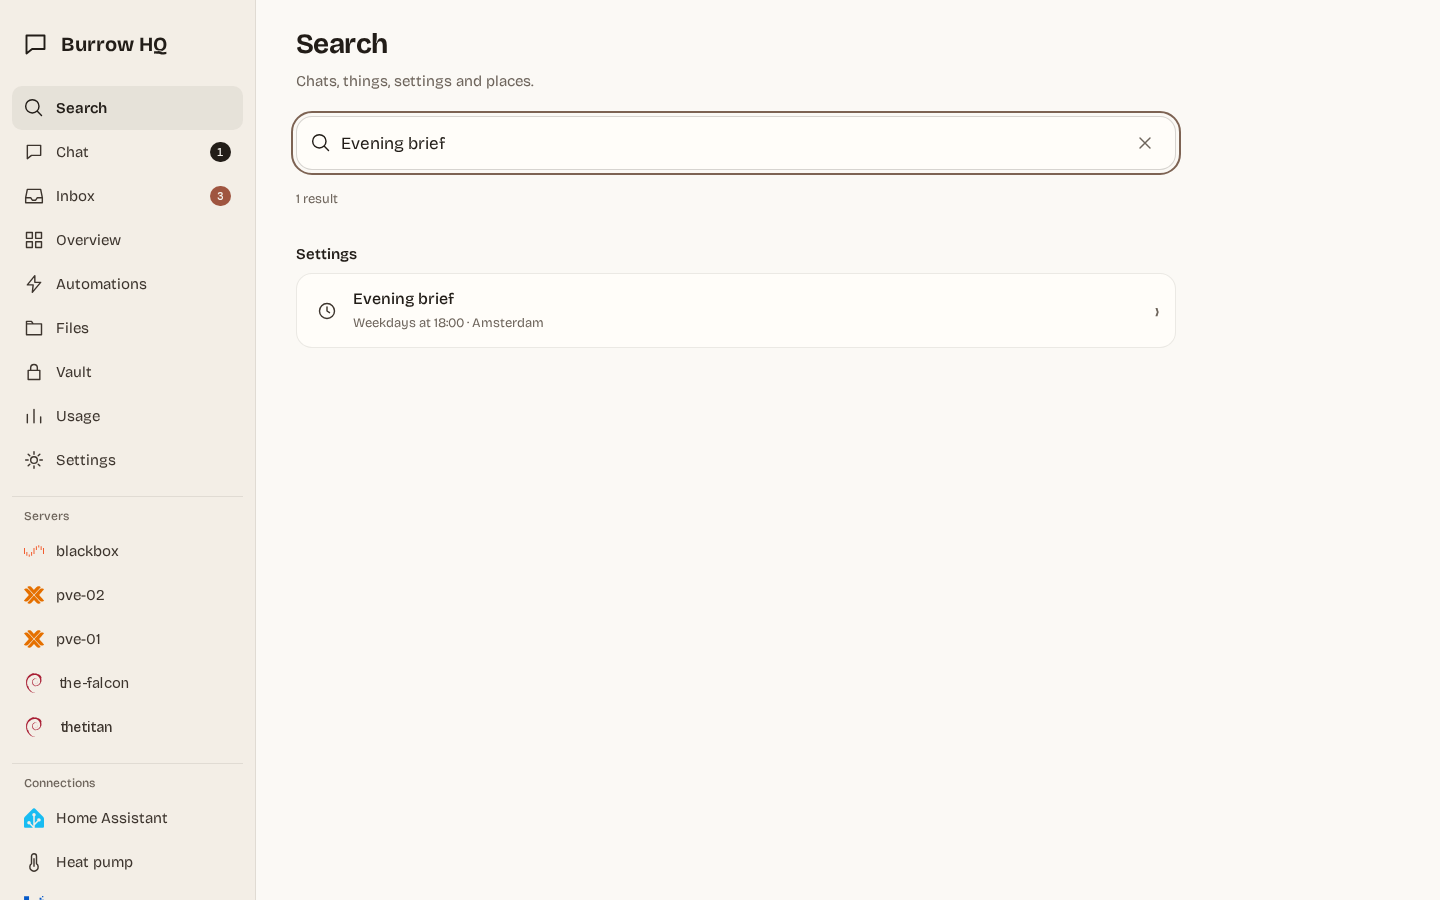 Burrow HQ
Search
Chat 1
Inbox 3
Overview
Automations
Files
Vault
Usage
Settings
Servers
blackbox
pve-02
pve-01
the-falcon
thetitan
Connections
Home Assistant
Heat pump
Search
Chats, things, settings and places.
Evening brief
1 result
Settings
Evening brief
Weekdays at 18:00 · Amsterdam